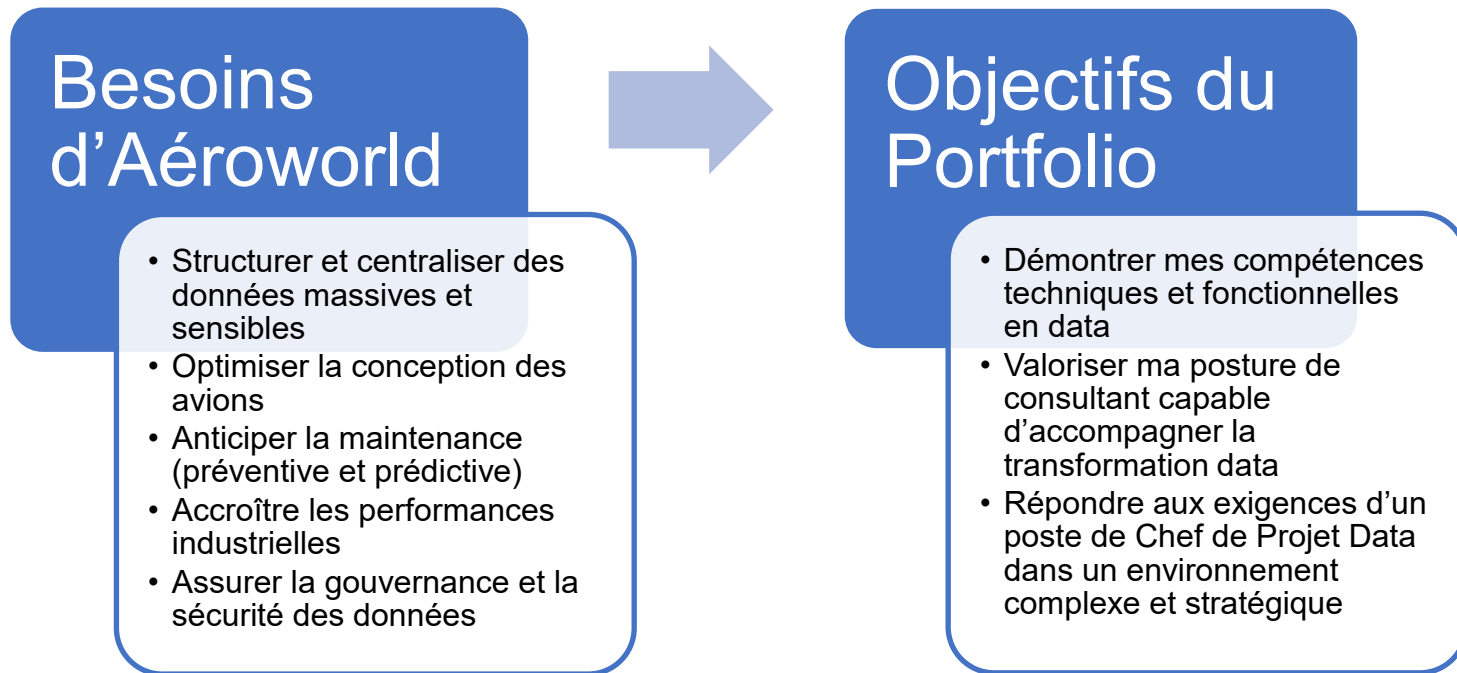 Besoins
d’Aéroworld
• Structurer et centraliser des
données massives et
sensibles
• Optimiser la conception des
avions
• Anticiper la maintenance
(préventive et prédictive)
• Accroître les performances
industrielles
• Assurer la gouvernance et la
sécurité des données
Objectifs du
Portfolio
• Démontrer mes compétences
techniques et fonctionnelles
en data
• Valoriser ma posture de
consultant capable
d’accompagner la
transformation data
• Répondre aux exigences d’un
poste de Chef de Projet Data
dans un environnement
complexe et stratégique